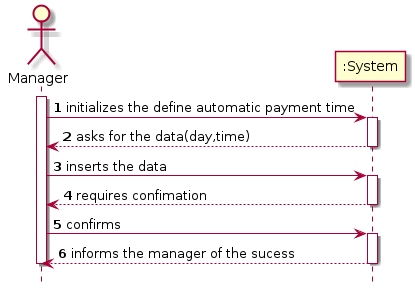 Manager
:System
1 initializes the define automatic payment time
2 asks for the data(day,time)
3 inserts the data
4 requires confimation
5 confirms
6 informs the manager of the sucess